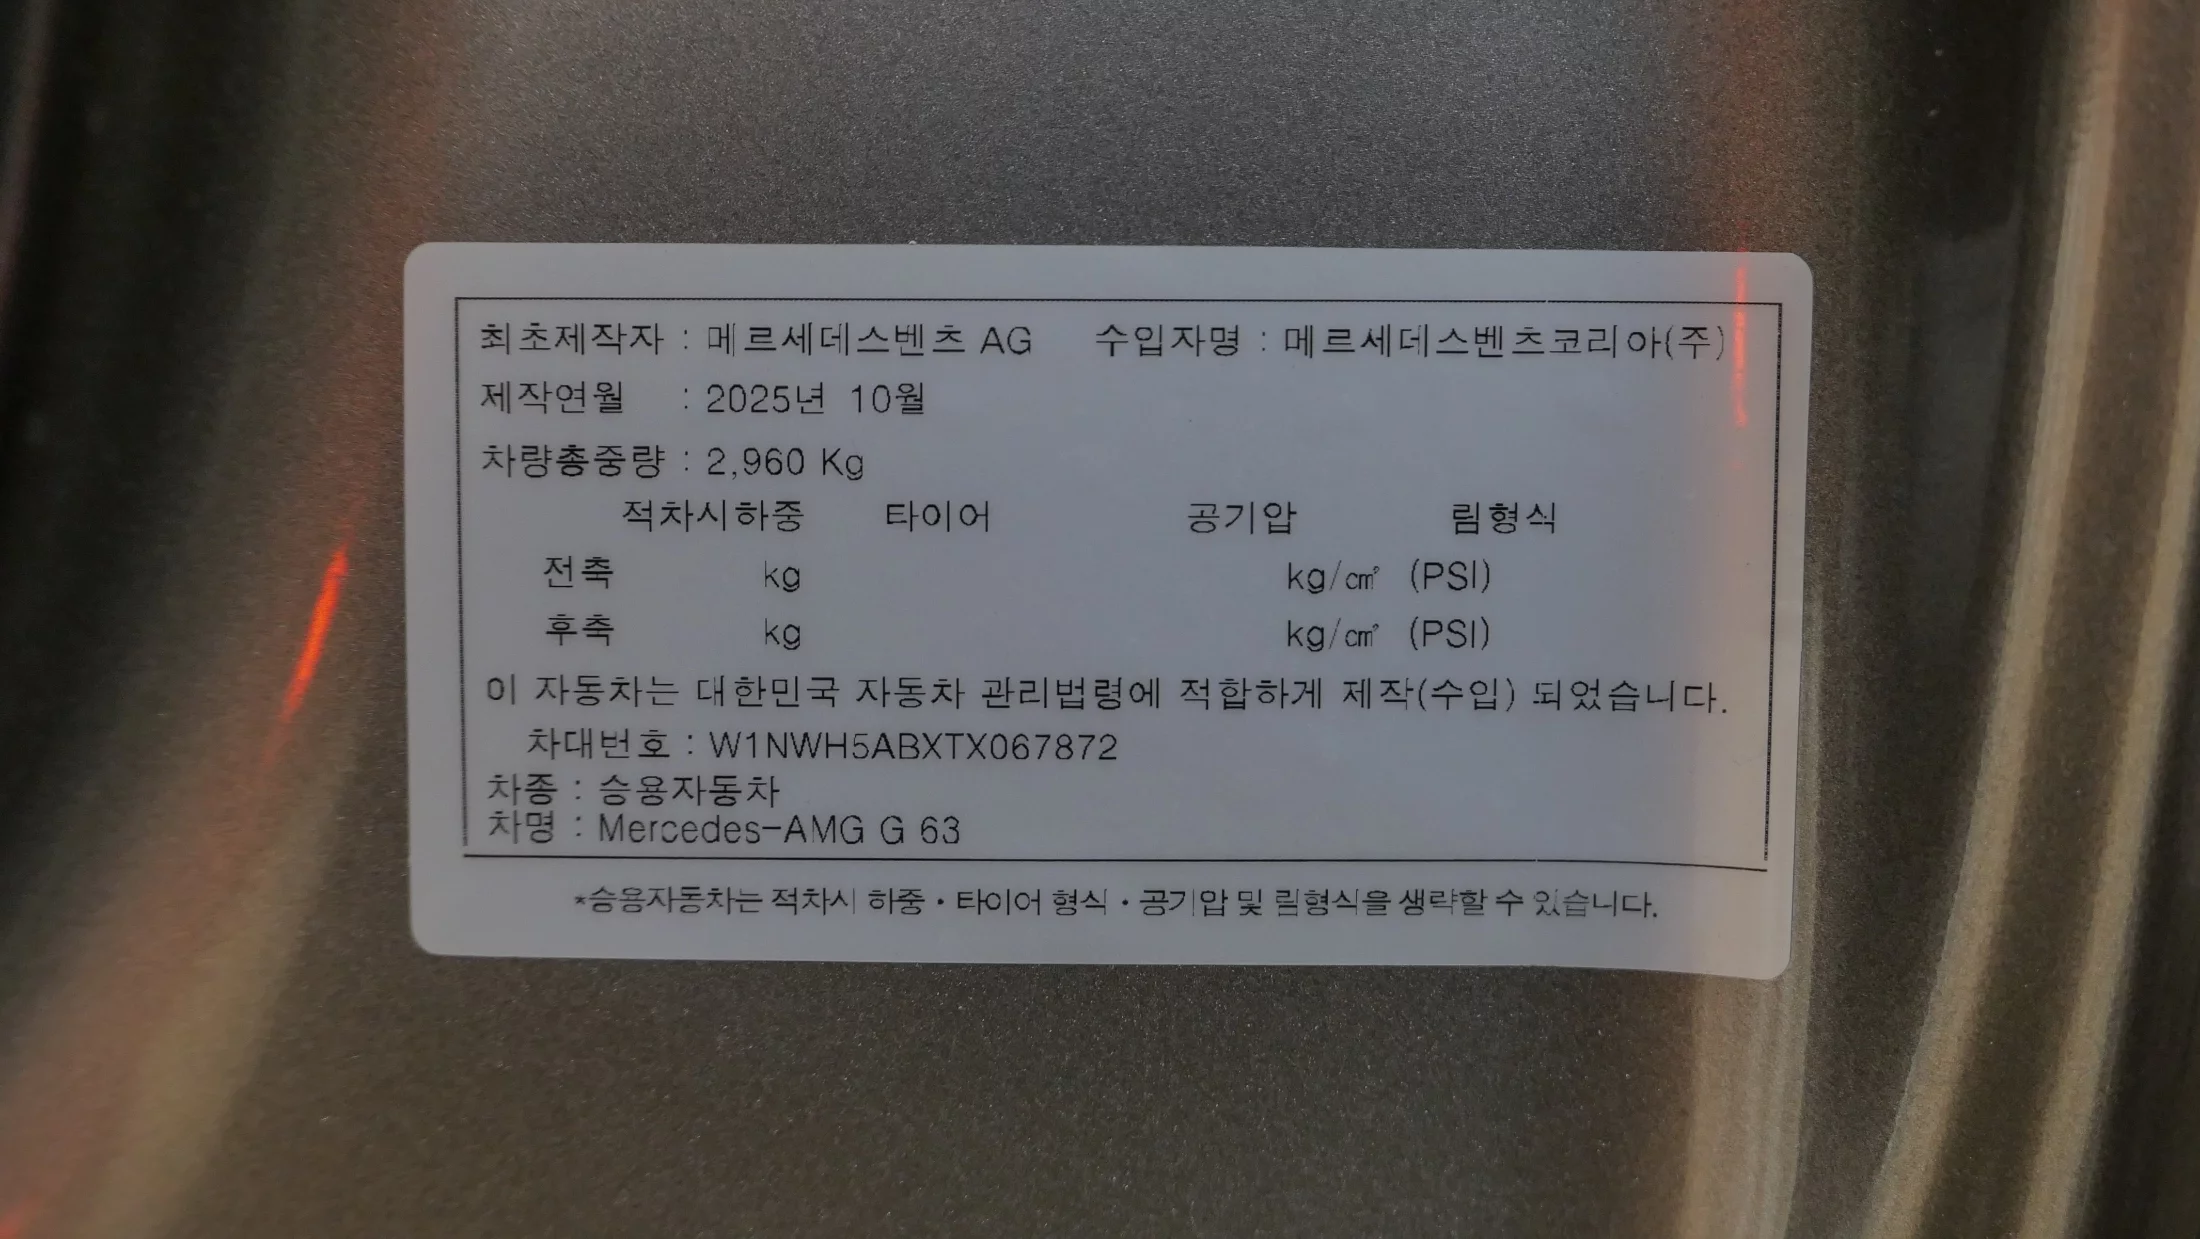 최초제작자 : 메르세데스벤츠 AG 수입자명 : 메르세데스벤츠코리아(주)
제작연월 : 2025년 10월
차량총중량 : 2,960 Kg
적차시하중 타이어 공기압 림형식
전축 kg kg/㎠ (PSI)
후축 kg kg/㎠ (PSI)
이 자동차는 대한민국 자동차 관리법령에 적합하게 제작(수입) 되었습니다.
차대번호 : W1NWH5ABXTX067872
차종 : 승용자동차
차명 : Mercedes-AMG G 63
*승용자동차는 적차시 하중·타이어 형식·공기압 및 림형식을 생략할 수 있습니다.